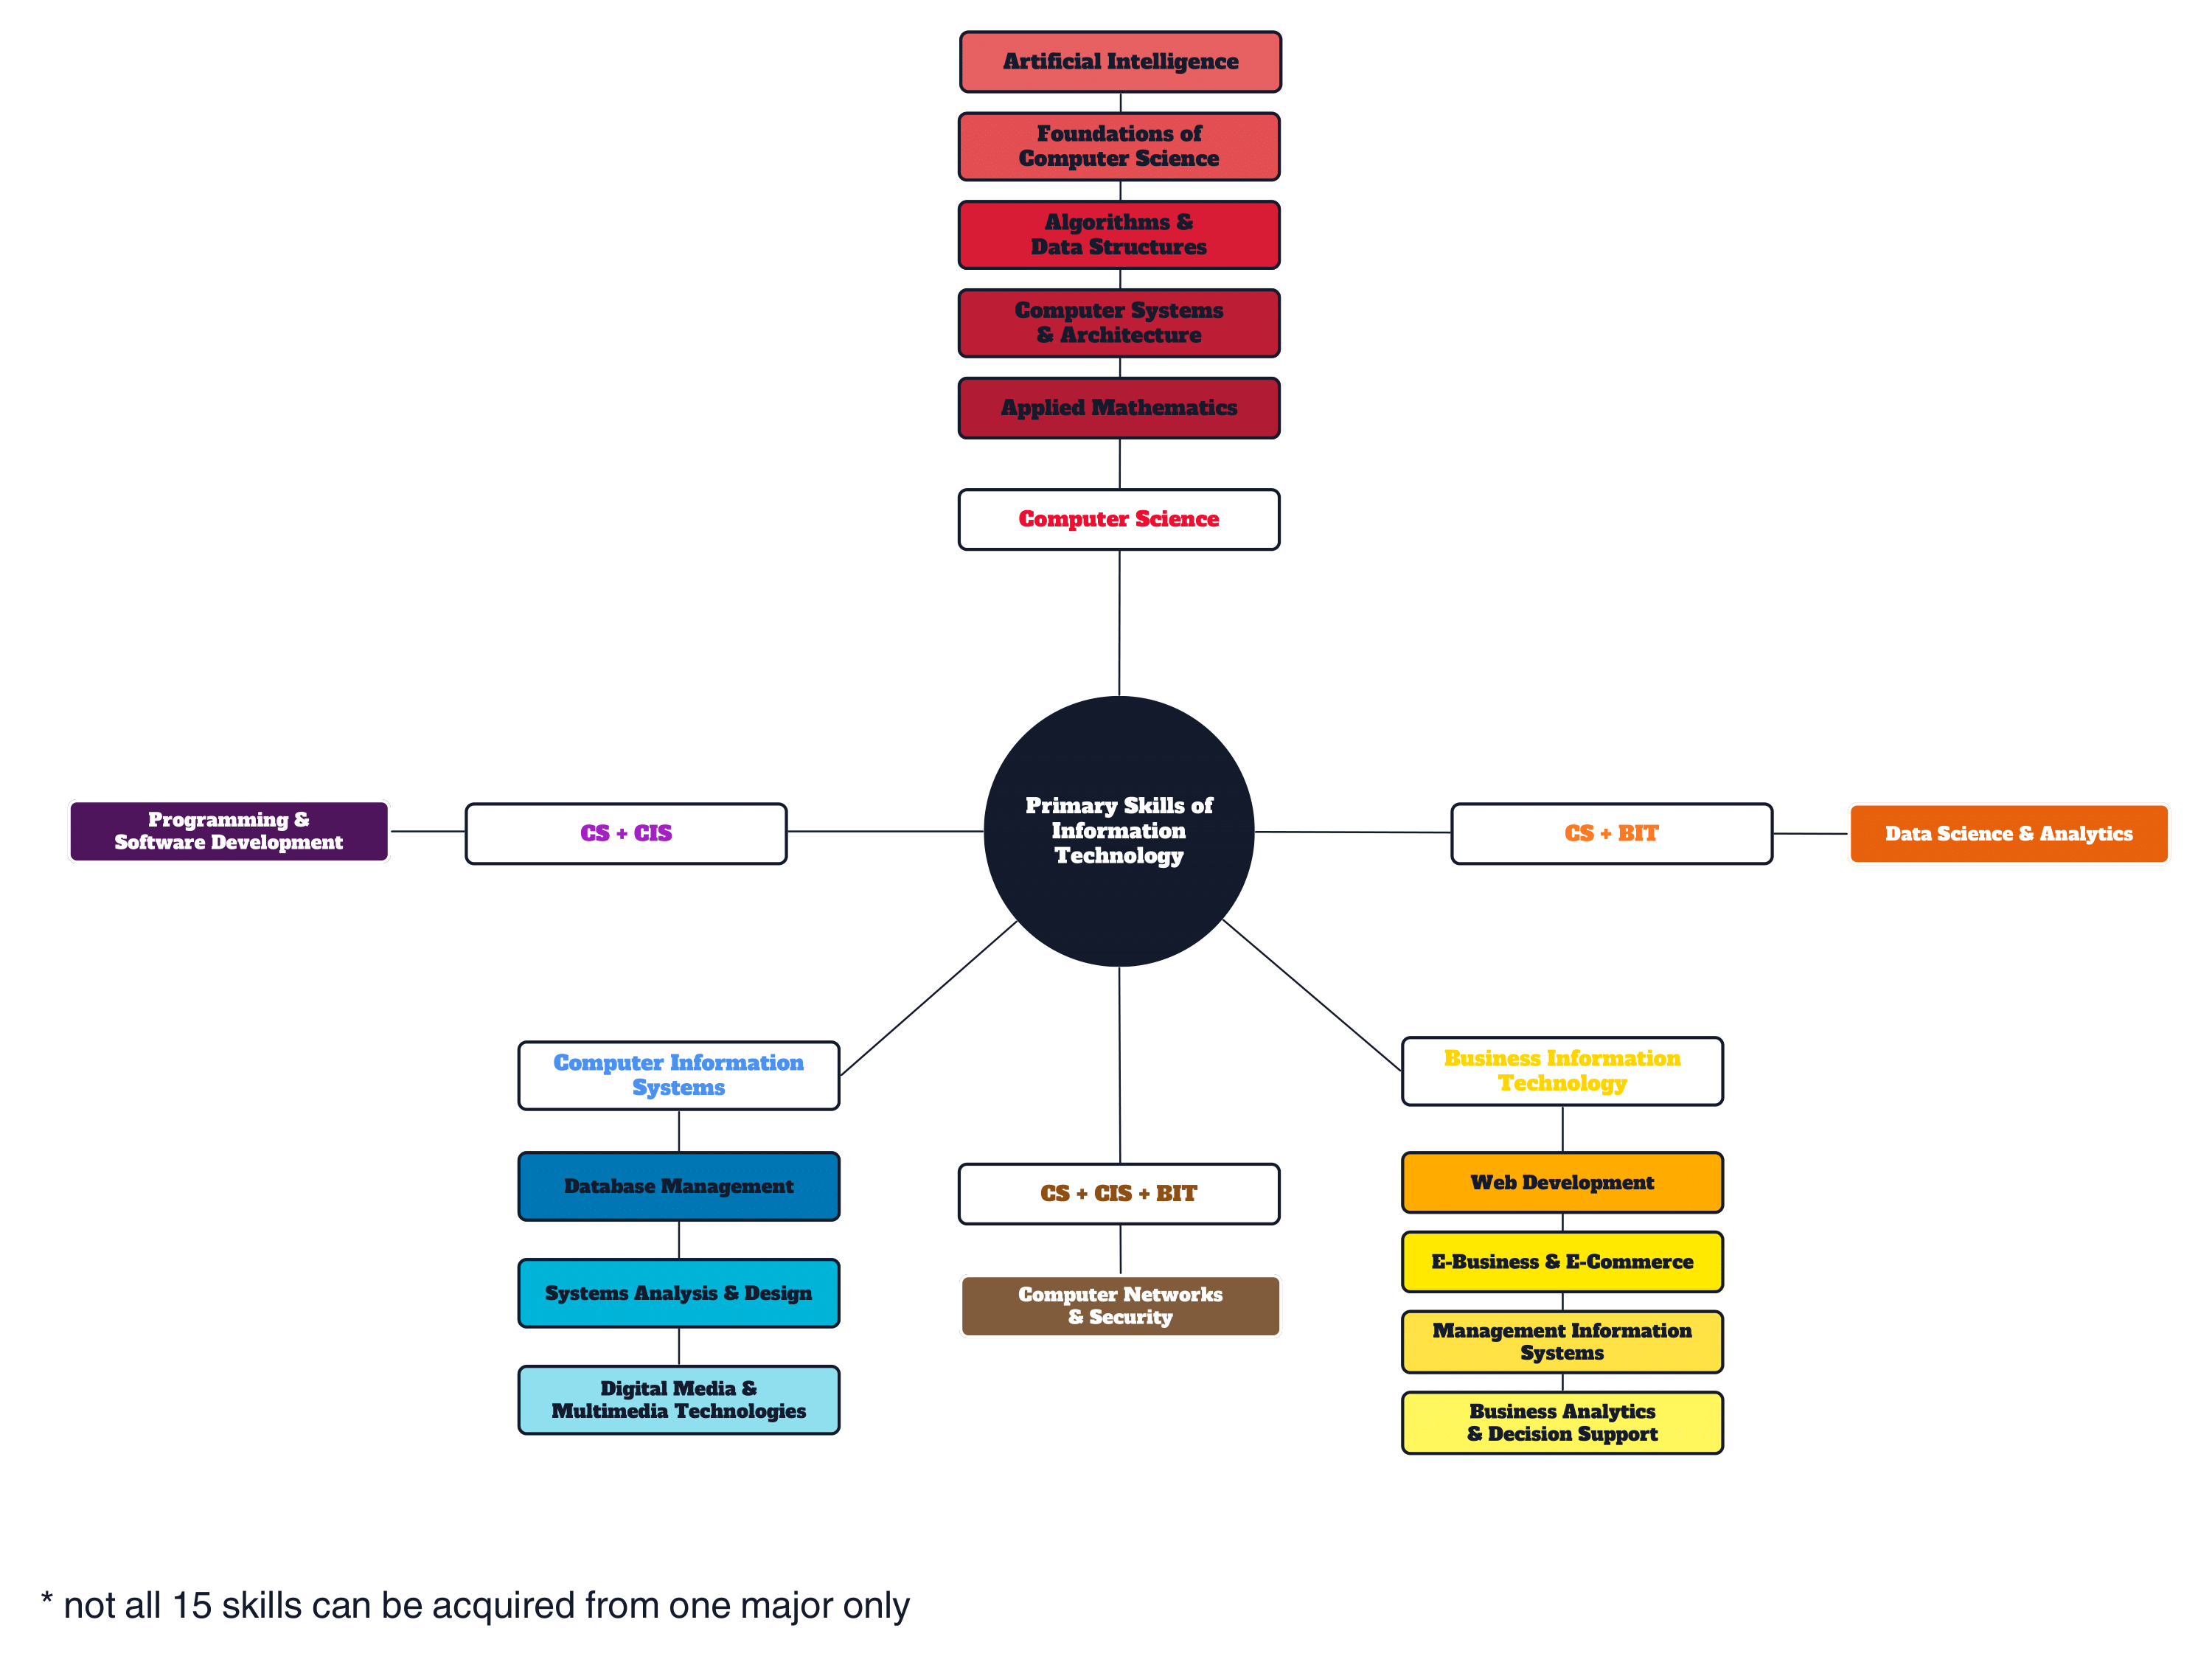 Artificial Intelligence
Foundations of
Computer Science
Algorithms &
Data Structures
Computer Systems
& Architecture
Applied Mathematics
Computer Science
Programming &
Software Development
CS + CIS
Primary Skills of
Information
Technology
CS + BIT
Data Science & Analytics
Computer Information
Systems
Database Management
Systems Analysis & Design
Digital Media &
Multimedia Technologies
CS + CIS + BIT
Computer Networks
& Security
Business Information
Technology
Web Development
E-Business & E-Commerce
Management Information
Systems
Business Analytics
& Decision Support
* not all 15 skills can be acquired from one major only